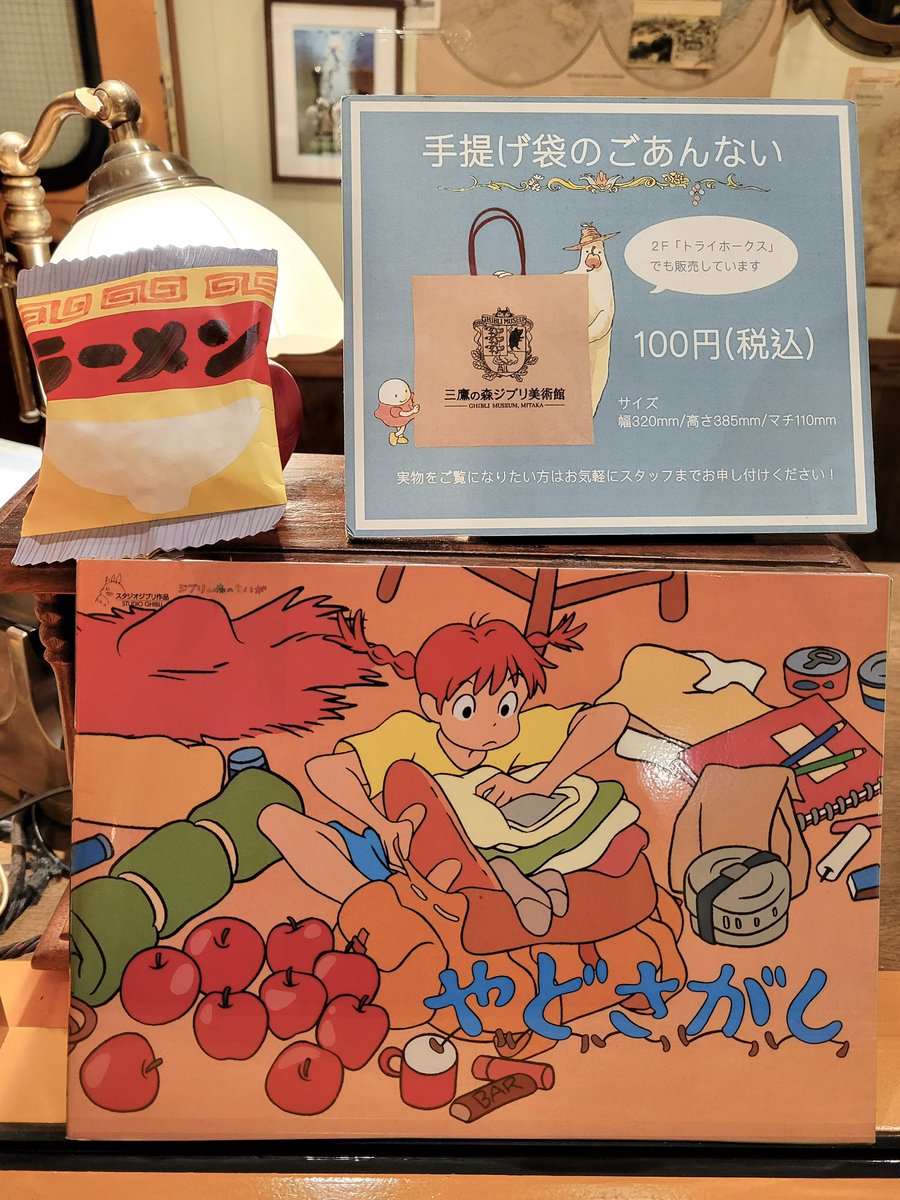 手提げ袋のごあんない
2F「トライホークス」
でも販売しています
100円(税込)
GHIBLI MUSEUM
三鷹の森ジブリ美術館
GHIBLI MUSEUM, MITAKA
サイズ
幅320mm/高さ385mm/マチ110mm
実物をご覧になりたい方はお気軽にスタッフまでお申し付けください！
ラーメン
スタジオジブリ作品
STUDIO GHIBLI
やどさがし
BAR